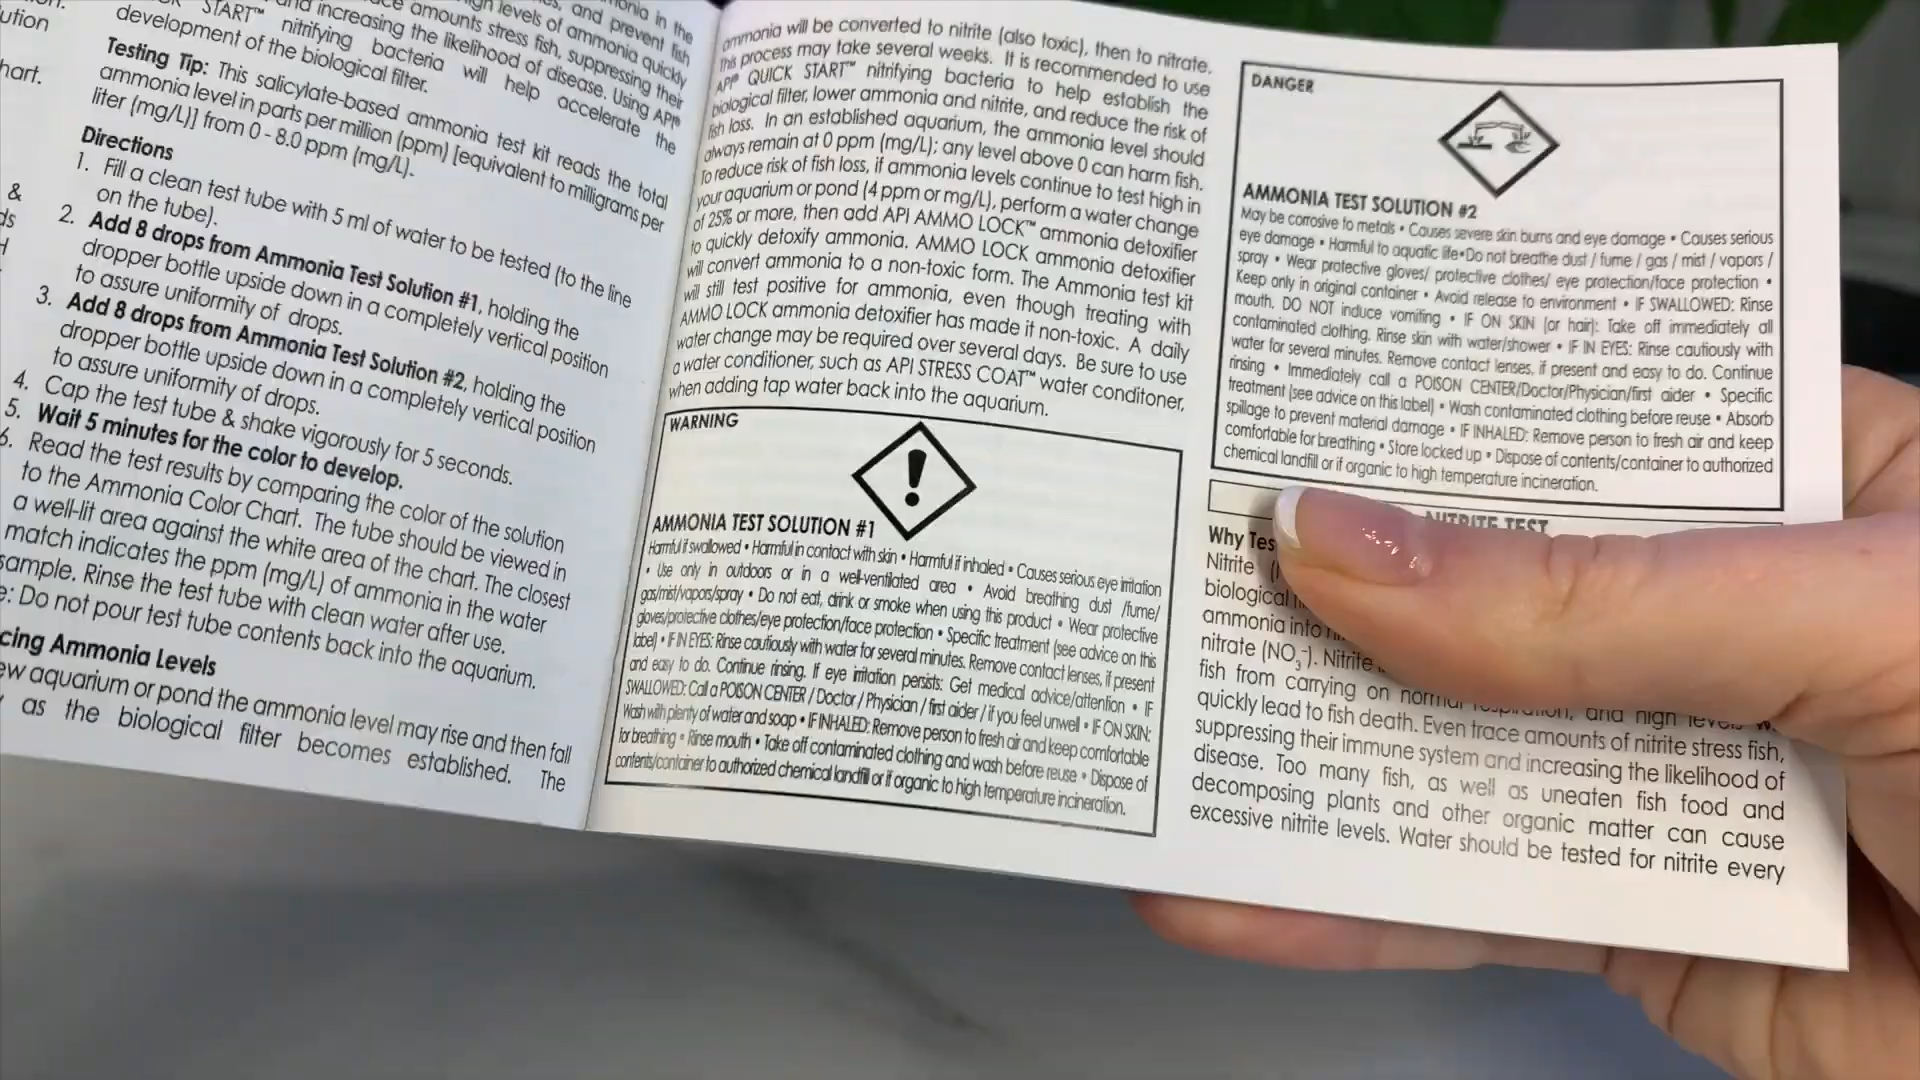 ution
hart.
&
ds
START™ nitrifying bacteria will help accelerate the
development of the biological filter.
Testing Tip: This salicylate-based ammonia test kit reads the total
ammonia level in parts per million (ppm) [equivalent to milligrams per
liter (mg/L)] from 0 - 8.0 ppm (mg/L).
Directions
1. Fill a clean test tube with 5 ml of water to be tested (to the line
on the tube).
2. Add 8 drops from Ammonia Test Solution #1, holding the
dropper bottle upside down in a completely vertical position
to assure uniformity of drops.
3. Add 8 drops from Ammonia Test Solution #2, holding the
dropper bottle upside down in a completely vertical position
to assure uniformity of drops.
4. Cap the test tube & shake vigorously for 5 seconds.
5. Wait 5 minutes for the color to develop.
6. Read the test results by comparing the color of the solution
to the Ammonia Color Chart. The tube should be viewed in
a well-lit area against the white area of the chart. The closest
match indicates the ppm (mg/L) of ammonia in the water
sample. Rinse the test tube with clean water after use.
e: Do not pour test tube contents back into the aquarium.
cing Ammonia Levels
ew aquarium or pond the ammonia level may rise and then fall
as the biological filter becomes established. The
ammonia will be converted to nitrite (also toxic), then to nitrate.
This process may take several weeks. It is recommended to use
API® QUICK START™ nitrifying bacteria to help establish the
biological filter, lower ammonia and nitrite, and reduce the risk of
fish loss. In an established aquarium, the ammonia level should
always remain at 0 ppm (mg/L); any level above 0 can harm fish.
To reduce risk of fish loss, if ammonia levels continue to test high in
your aquarium or pond (4 ppm or mg/L), perform a water change
of 25% or more, then add API AMMO LOCK™ ammonia detoxifier
to quickly detoxify ammonia. AMMO LOCK ammonia detoxifier
will convert ammonia to a non-toxic form. The Ammonia test kit
will still test positive for ammonia, even though treating with
AMMO LOCK ammonia detoxifier has made it non-toxic. A daily
water change may be required over several days. Be sure to use
a water conditioner, such as API STRESS COAT™ water conditoner,
when adding tap water back into the aquarium.
WARNING
AMMONIA TEST SOLUTION #1
Harmful if swallowed • Harmful in contact with skin • Harmful if inhaled • Causes serious eye irritation
• Use only in outdoors or in a well-ventilated area • Avoid breathing dust /fume/
gas/mist/vapors/spray • Do not eat, drink or smoke when using this product • Wear protective
gloves/protective clothes/eye protection/face protection • Specific treatment (see advice on this
label) • IF IN EYES: Rinse cautiously with water for several minutes. Remove contact lenses, if present
and easy to do. Continue rinsing. If eye irritation persists: Get medical advice/attention • IF
SWALLOWED: Call a POISON CENTER / Doctor / Physician / first aider / if you feel unwell • IF ON SKIN:
Wash with plenty of water and soap • IF INHALED: Remove person to fresh air and keep comfortable
for breathing • Rinse mouth • Take off contaminated clothing and wash before reuse • Dispose of
contents/container to authorized chemical landfill or if organic to high temperature incineration.
DANGER
AMMONIA TEST SOLUTION #2
May be corrosive to metals • Causes severe skin burns and eye damage • Causes serious
eye damage • Harmful to aquatic life•Do not breathe dust / fume / gas / mist / vapors /
spray • Wear protective gloves/ protective clothes/ eye protection/face protection •
Keep only in original container • Avoid release to environment • IF SWALLOWED: Rinse
mouth. DO NOT induce vomiting • IF ON SKIN (or hair): Take off immediately all
contaminated clothing. Rinse skin with water/shower • IF IN EYES: Rinse cautiously with
water for several minutes. Remove contact lenses, if present and easy to do. Continue
rinsing • Immediately call a POISON CENTER/Doctor/Physician/first aider • Specific
treatment (see advice on this label) • Wash contaminated clothing before reuse • Absorb
spillage to prevent material damage • IF INHALED: Remove person to fresh air and keep
comfortable for breathing • Store locked up • Dispose of contents/container to authorized
chemical landfill or if organic to high temperature incineration.
NITRITE TEST
Why Tes
Nitrite
biological
ammonia into
nitrate (NO₃⁻). Nitrite
fish from carrying on normal respiration, and high levels
quickly lead to fish death. Even trace amounts of nitrite stress fish,
suppressing their immune system and increasing the likelihood of
disease. Too many fish, as well as uneaten fish food and
decomposing plants and other organic matter can cause
excessive nitrite levels. Water should be tested for nitrite every